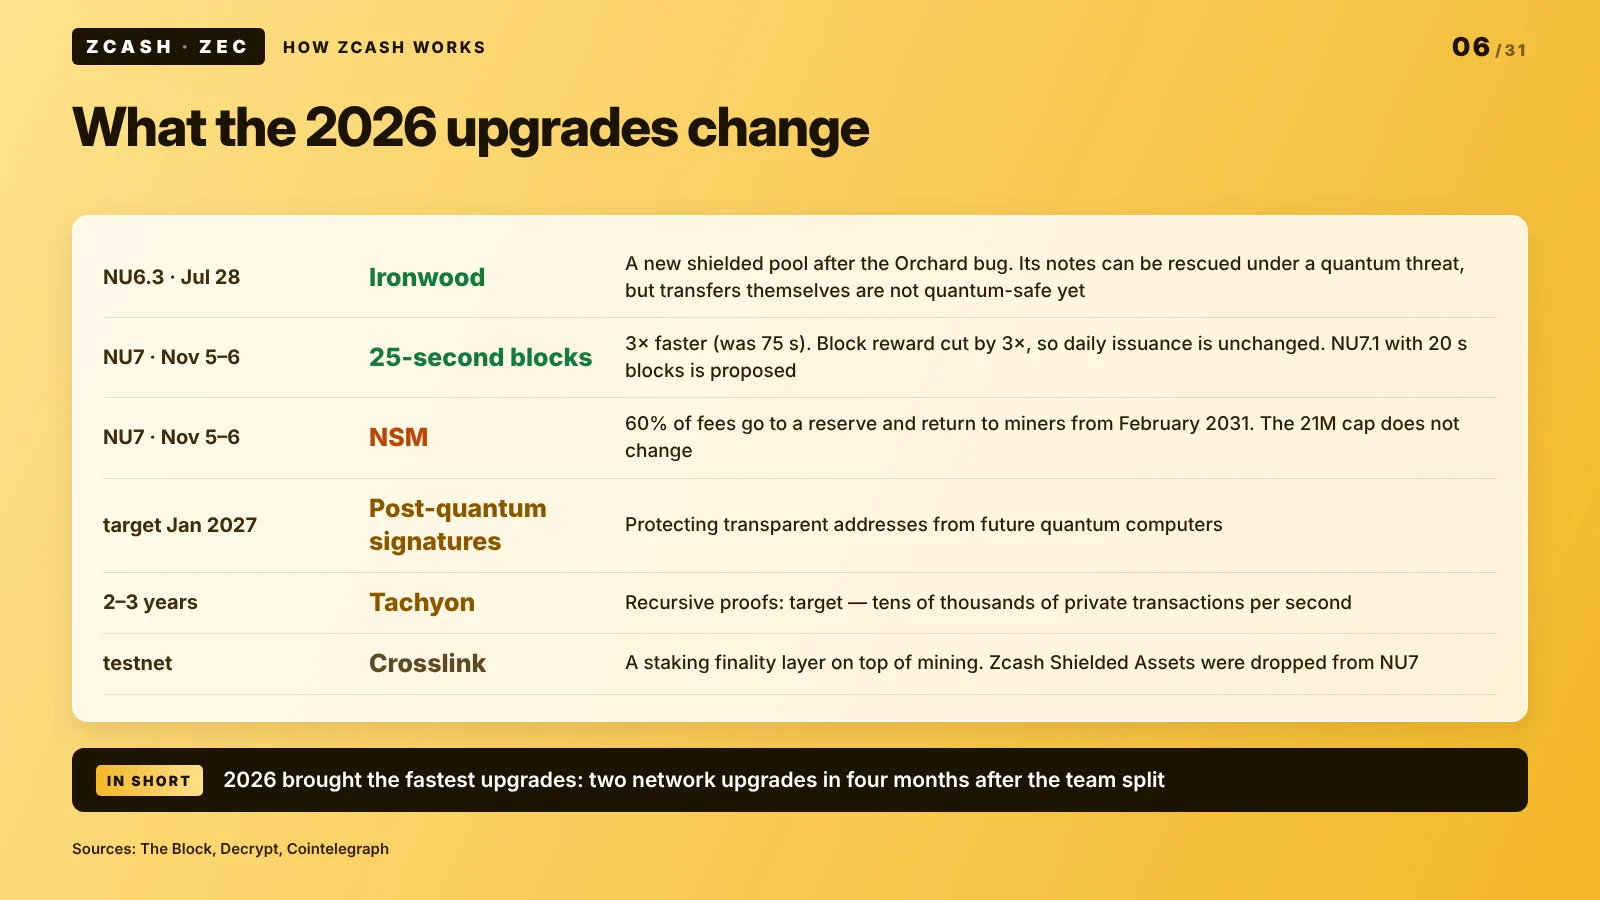 ZCASH · ZEC
HOW ZCASH WORKS
06 / 31
What the 2026 upgrades change
NU6.3 · Jul 28
Ironwood
A new shielded pool after the Orchard bug. Its notes can be rescued under a quantum threat,
but transfers themselves are not quantum-safe yet
NU7 · Nov 5–6
25-second blocks
3× faster (was 75 s). Block reward cut by 3×, so daily issuance is unchanged. NU7.1 with 20 s
blocks is proposed
NU7 · Nov 5–6
NSM
60% of fees go to a reserve and return to miners from February 2031. The 21M cap does not
change
target Jan 2027
Post-quantum
signatures
Protecting transparent addresses from future quantum computers
2–3 years
Tachyon
Recursive proofs: target — tens of thousands of private transactions per second
testnet
Crosslink
A staking finality layer on top of mining. Zcash Shielded Assets were dropped from NU7
IN SHORT
2026 brought the fastest upgrades: two network upgrades in four months after the team split
Sources: The Block, Decrypt, Cointelegraph